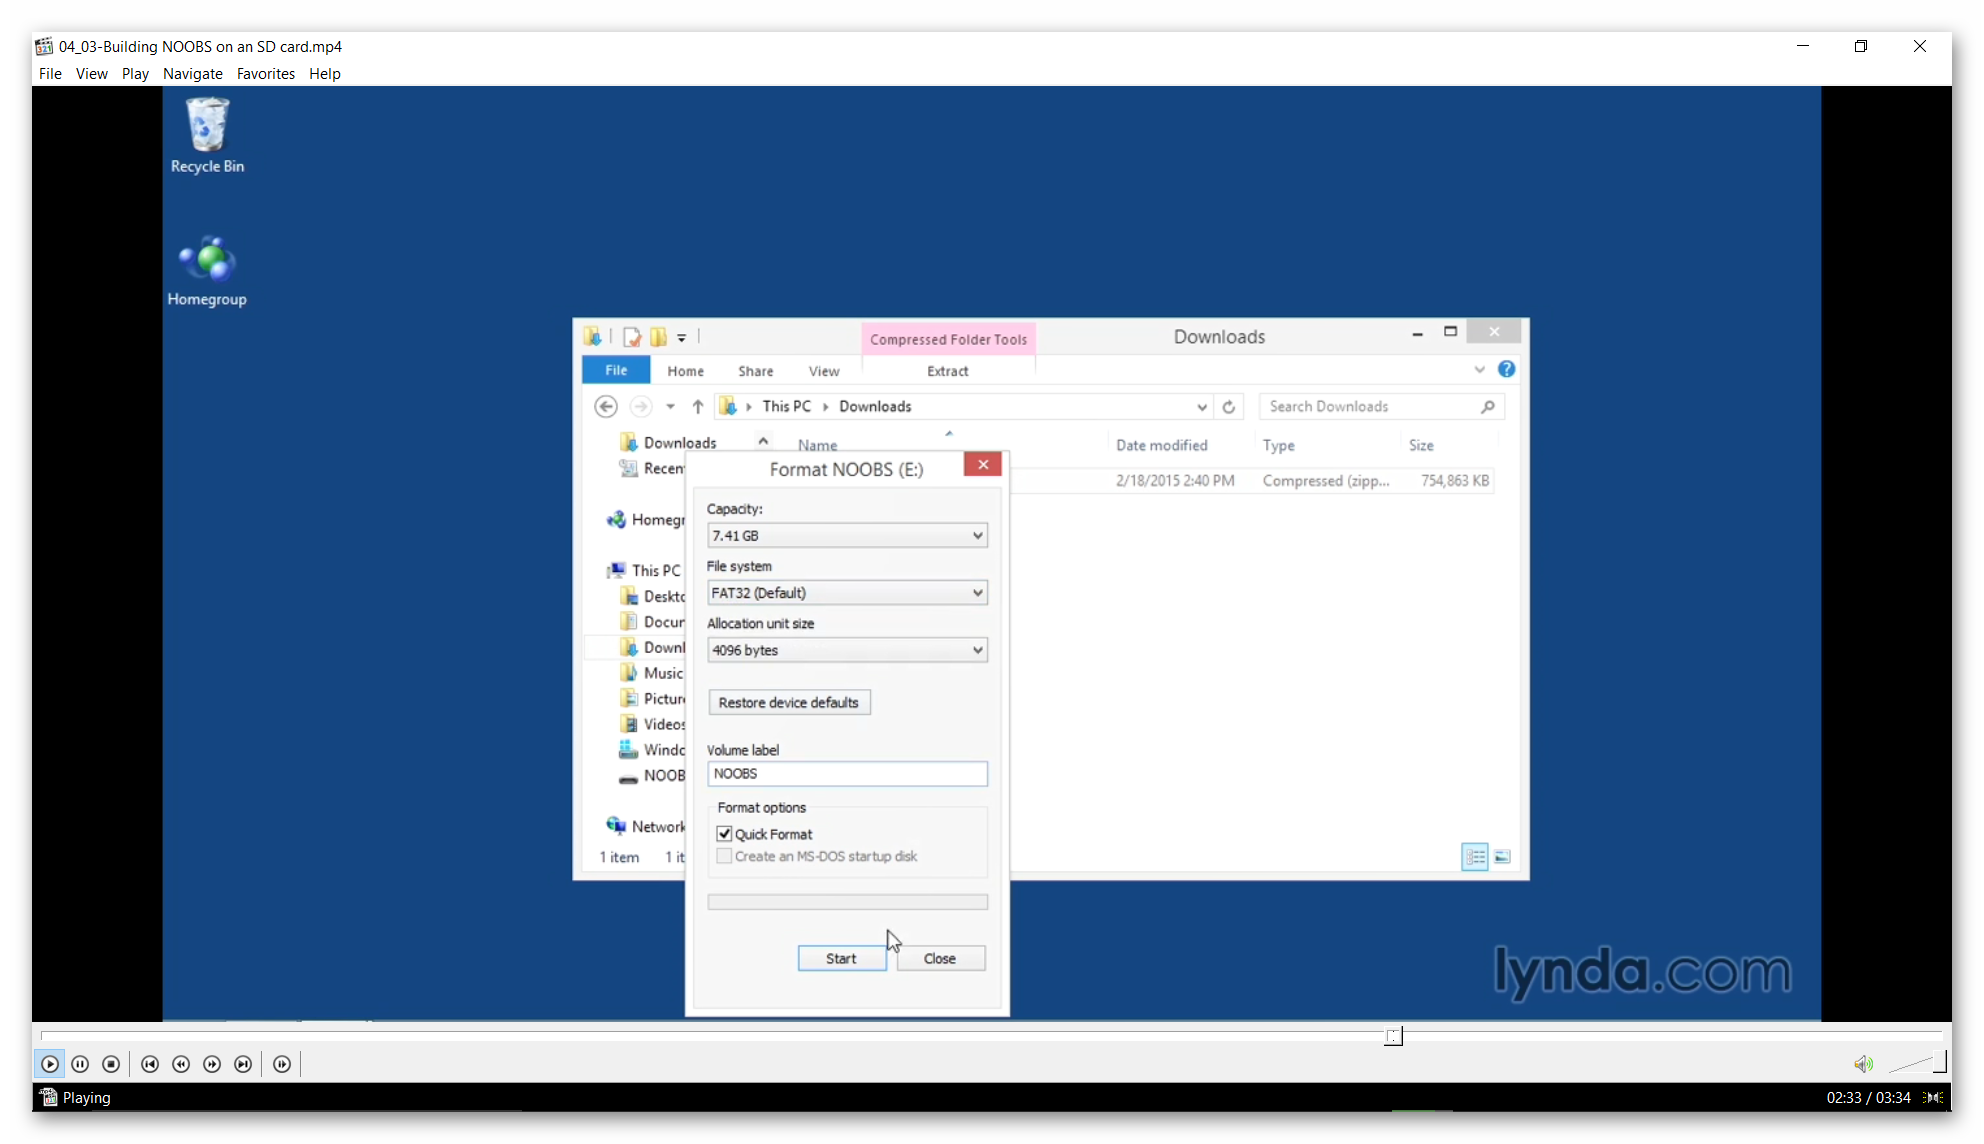 04_03-Building NOOBS on an SD card.mp4
File View Play Navigate Favorites Help
Recycle Bin
Homegroup
Compressed Folder Tools
Downloads
File Home Share View Extract
This PC Downloads
Search Downloads
Downloads
Name Date modified Type Size
Recen
2/18/2015 2:40 PM Compressed (zipp... 754,863 KB
Homegr
This PC
Deskto
Docur
Downl
Music
Pictur
Videos
Windo
NOOB
Network
1 item 1 it
Format NOOBS (E:)
Capacity:
7.41 GB
File system
FAT32 (Default)
Allocation unit size
4096 bytes
Restore device defaults
Volume label
NOOBS
Format options
Quick Format
Create an MS-DOS startup disk
Start Close
lynda.com
Playing
02:33 / 03:34